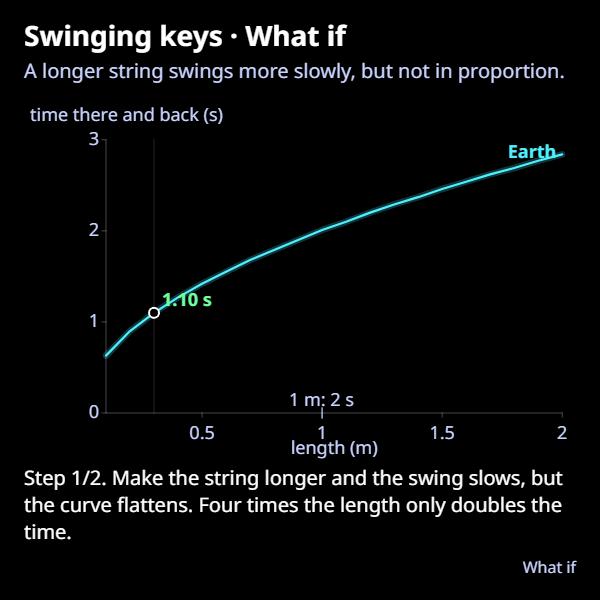 Swinging keys · What if
A longer string swings more slowly, but not in proportion.
time there and back (s)
3
Earth
2
1.10 s
1
1 m: 2 s
0
0.5
1
1.5
2
length (m)
Step 1/2. Make the string longer and the swing slows, but
the curve flattens. Four times the length only doubles the
time.
What if